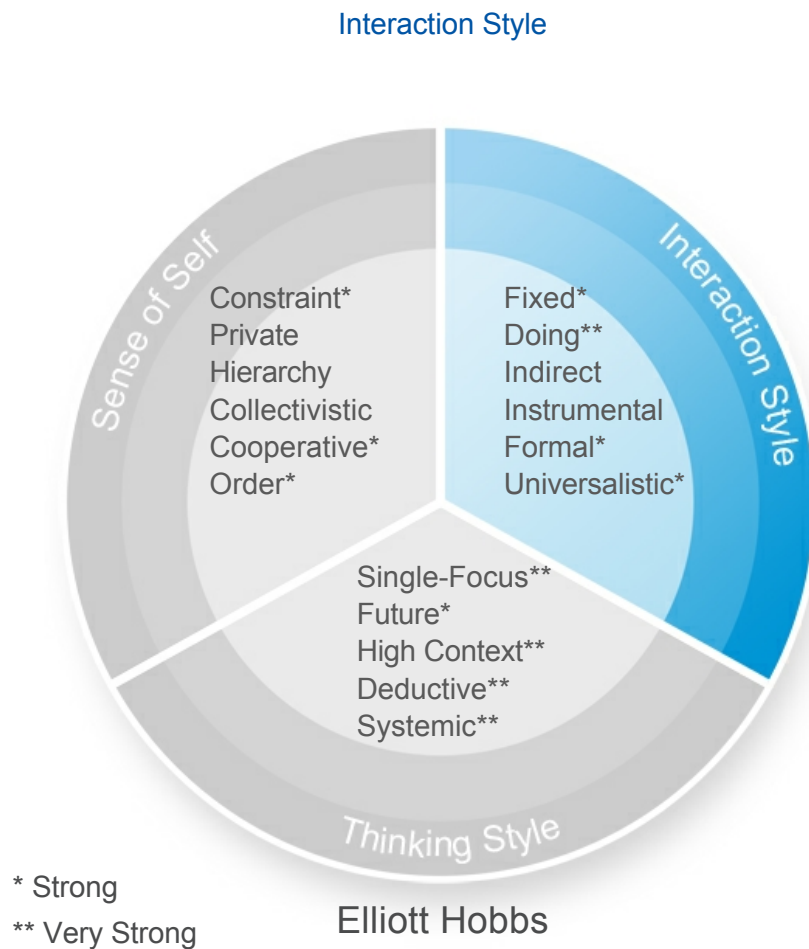 Interaction Style
Sense of Self
Constraint*
Private
Hierarchy
Collectivistic
Cooperative*
Order*
Interaction Style
Fixed*
Doing**
Indirect
Instrumental
Formal*
Universalistic*
Single-Focus**
Future*
High Context**
Deductive**
Systemic**
Thinking Style
* Strong
** Very Strong
Elliott Hobbs